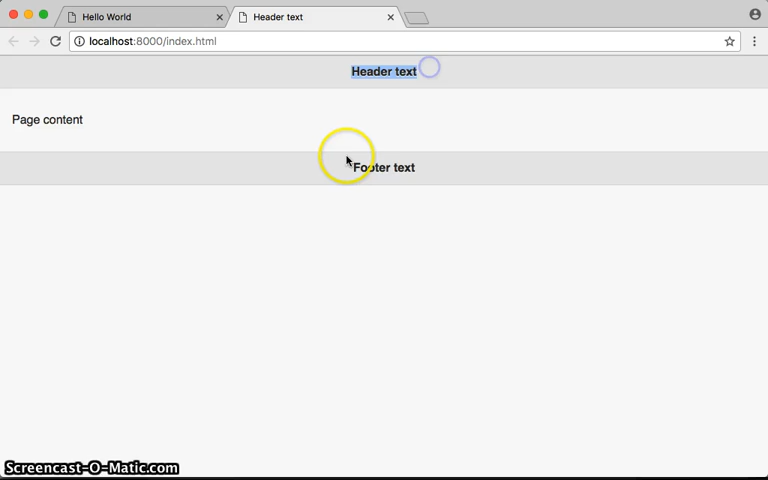 Hello World
Header text
localhost:8000/index.html
Header text
Page content
Footer text
Screencast-O-Matic.com